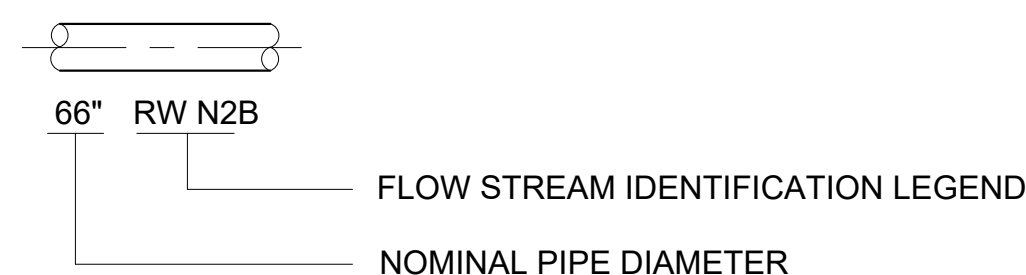 66" RW N2B
FLOW STREAM IDENTIFICATION LEGEND
NOMINAL PIPE DIAMETER